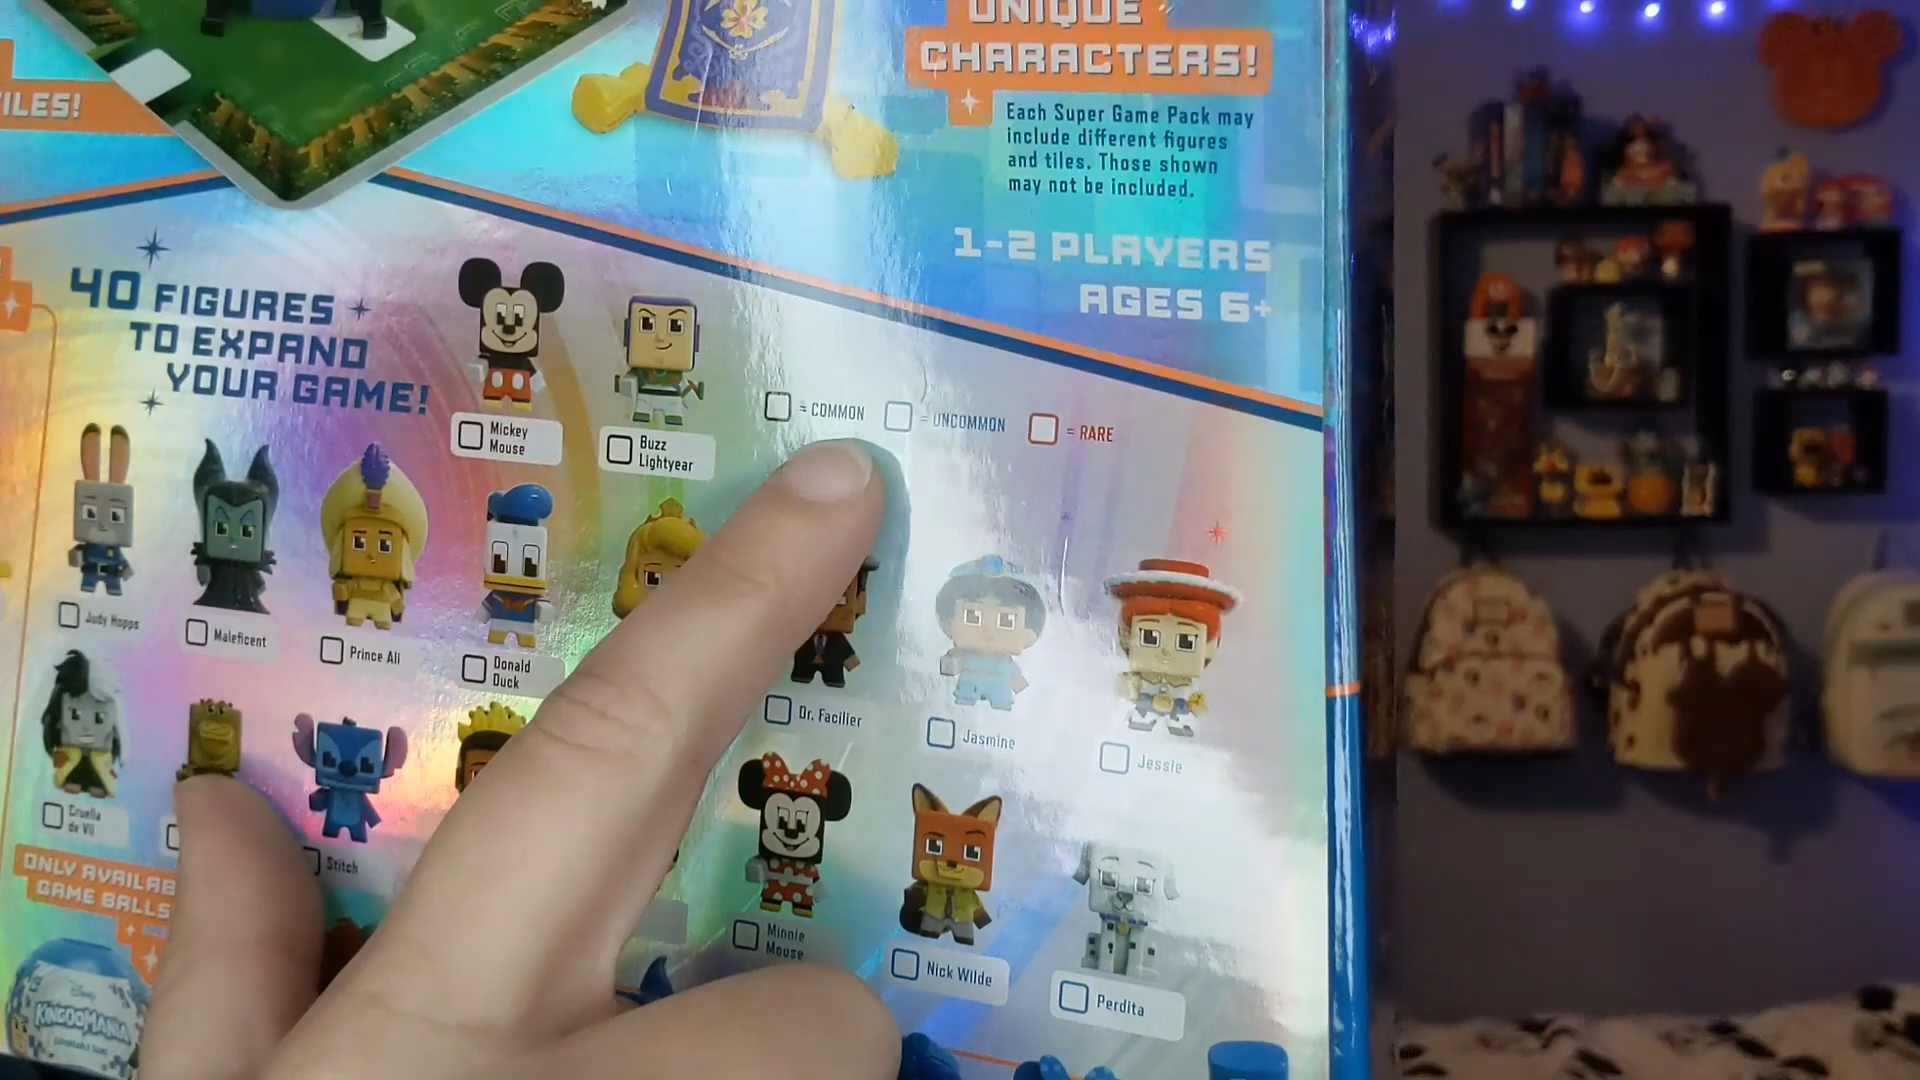 TILES!
UNIQUE
CHARACTERS!
Each Super Game Pack may
include different figures
and tiles. Those shown
may not be included.
1-2 PLAYERS
AGES 6+
40 FIGURES
TO EXPAND
YOUR GAME!
Mickey
Mouse
Buzz
Lightyear
= COMMON
= UNCOMMON
= RARE
Judy Hopps
Maleficent
Prince Ali
Donald
Duck
Dr. Facilier
Jasmine
Jessie
Cruella
de Vil
Stitch
Minnie
Mouse
Nick Wilde
Perdita
ONLY
GAME BALLS
Disney
KINGDOMANIA